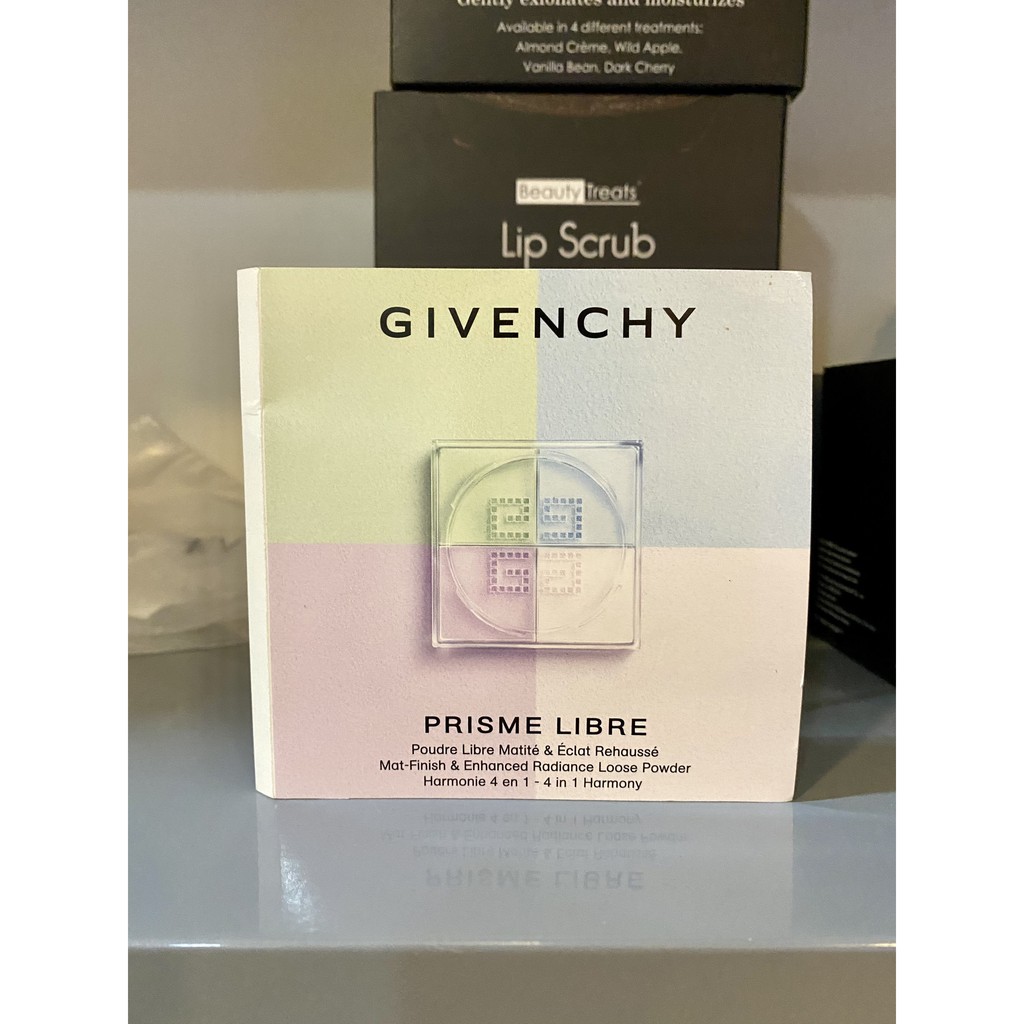 Gently exfoliates and moisturizes
Available in 4 different treatments:
Almond Crème, Wild Apple,
Vanilla Bean, Dark Cherry
Beauty Treats
Lip Scrub
GIVENCHY
PRISME LIBRE
Poudre Libre Matité & Éclat Rehaussé
Mat-Finish & Enhanced Radiance Loose Powder
Harmonie 4 en 1 - 4 in 1 Harmony